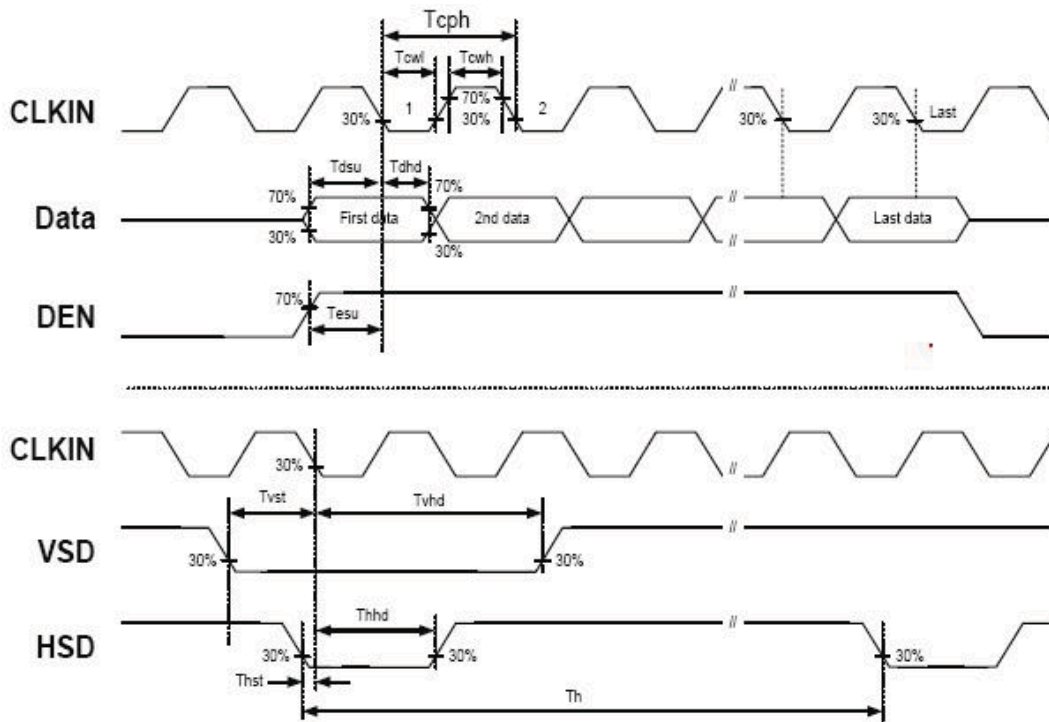 Tcph
Tcwl Tcwh
CLKIN 30% 1 70% 30% 2 // 30% 30% Last
Tdsu Tdhd
70% 70%
Data First data 2nd data // // Last data
30% 30%
DEN 70% Tesu //
CLKIN 30% //
Tvst Tvhd //
VSD 30% 30%
Thhd //
HSD 30% 30% 30%
Thst
Th